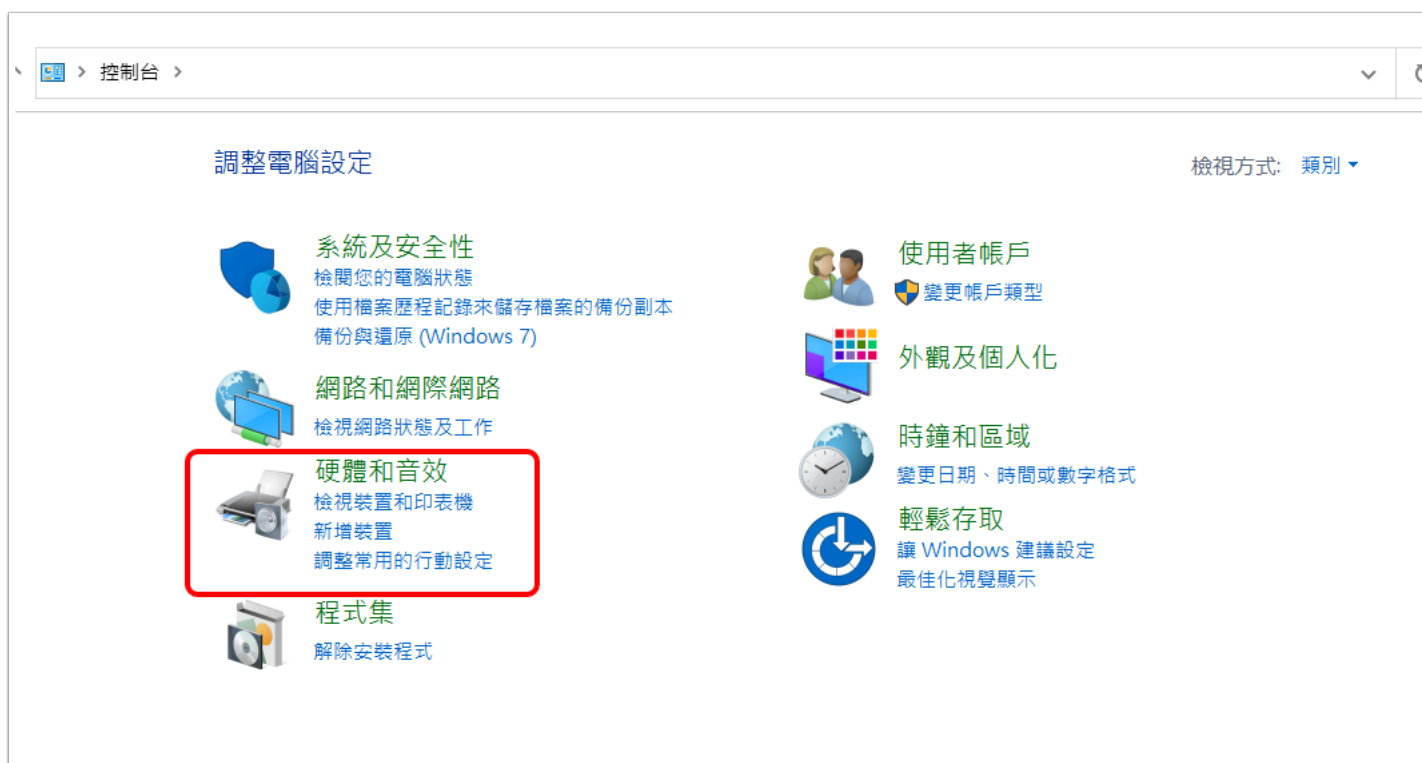 控制台
調整電腦設定
檢視方式: 類別
系統及安全性
檢閱您的電腦狀態
使用檔案歷程記錄來儲存檔案的備份副本
備份與還原 (Windows 7)
網路和網際網路
檢視網路狀態及工作
硬體和音效
檢視裝置和印表機
新增裝置
調整常用的行動設定
程式集
解除安裝程式
使用者帳戶
變更帳戶類型
外觀及個人化
時鐘和區域
變更日期、時間或數字格式
輕鬆存取
讓 Windows 建議設定
最佳化視覺顯示